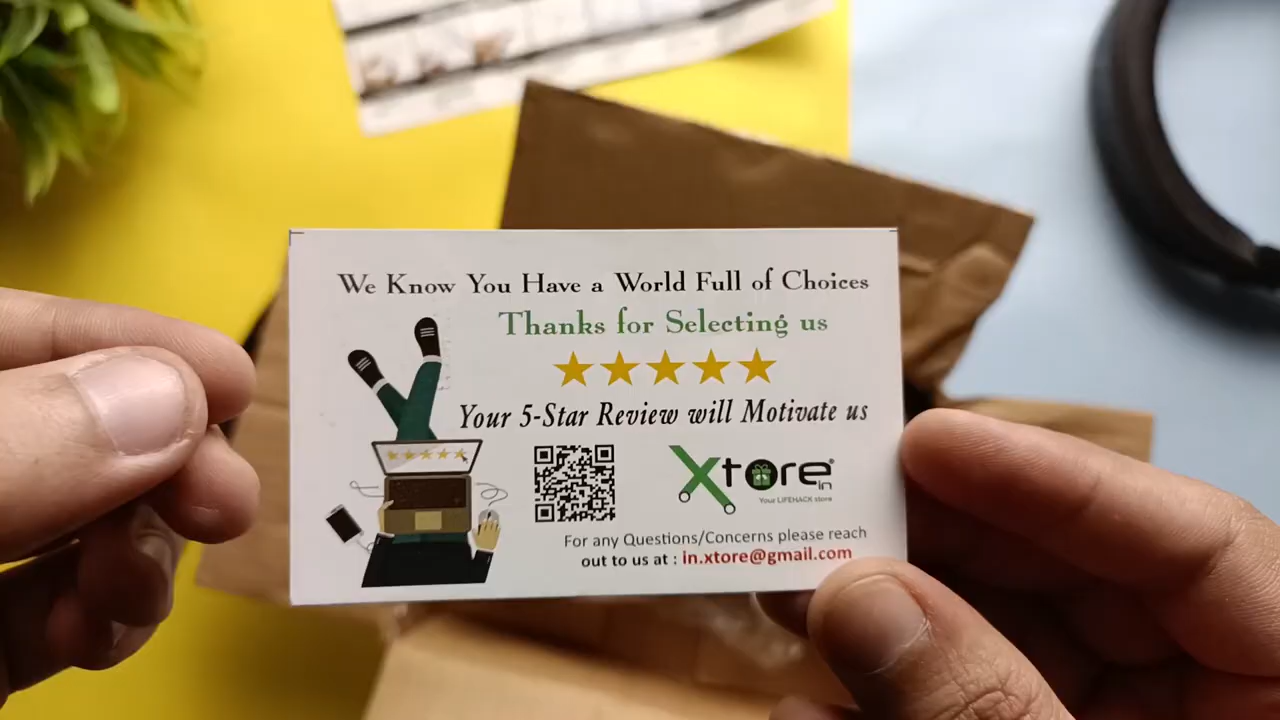 We Know You Have a World Full of Choices
Thanks for Selecting us
Your 5-Star Review will Motivate us
Xtore®
in
Your LIFEHACK store
For any Questions/Concerns please reach
out to us at : in.xtore@gmail.com